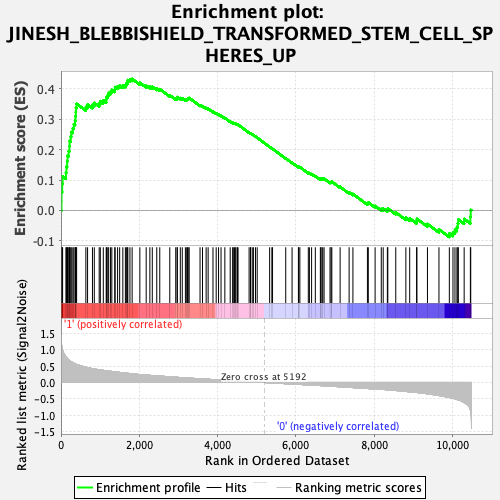 Enrichment plot:
JINESH_BLEBBISHIELD_TRANSFORMED_STEM_CELL_SP
HERES_UP
Enrichment score (ES)
0.4
0.3
0.2
0.1
0.0
-0.1
'1' (positively correlated)
Ranked list metric (Signal2Noise)
1.5
1.0
0.5
0.0
-0.5
-1.0
-1.5
Zero cross at 5192
'0' (negatively correlated)
0
2,000
4,000
6,000
8,000
10,000
Rank in Ordered Dataset
Enrichment profile
Hits
Ranking metric scores